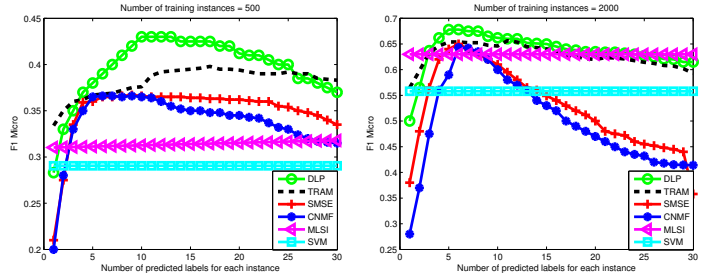 Number of training instances = 500
0.45
0.4
0.35
0.3
0.25
0.2
F1 Micro
0 5 10 15 20 25 30
Number of predicted labels for each instance
DLP
TRAM
SMSE
CNMF
MLSI
SVM
Number of training instances = 2000
0.7
0.65
0.6
0.55
0.5
0.45
0.4
0.35
0.3
0.25
F1 Micro
0 5 10 15 20 25 30
Number of predicted labels for each instance
DLP
TRAM
SMSE
CNMF
MLSI
SVM